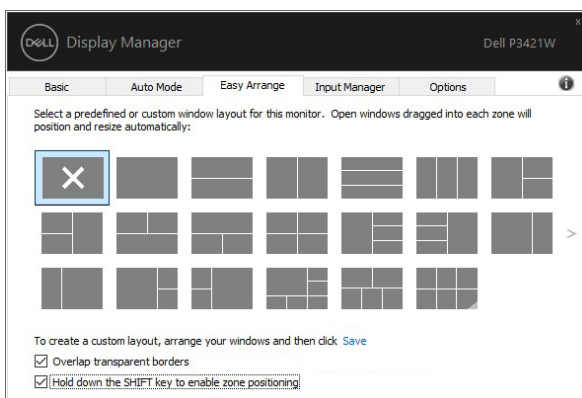 DELL Display Manager Dell P3421W
Basic Auto Mode Easy Arrange Input Manager Options
Select a predefined or custom window layout for this monitor. Open windows dragged into each zone will
position and resize automatically:
To create a custom layout, arrange your windows and then click Save
Overlap transparent borders
Hold down the SHIFT key to enable zone positioning